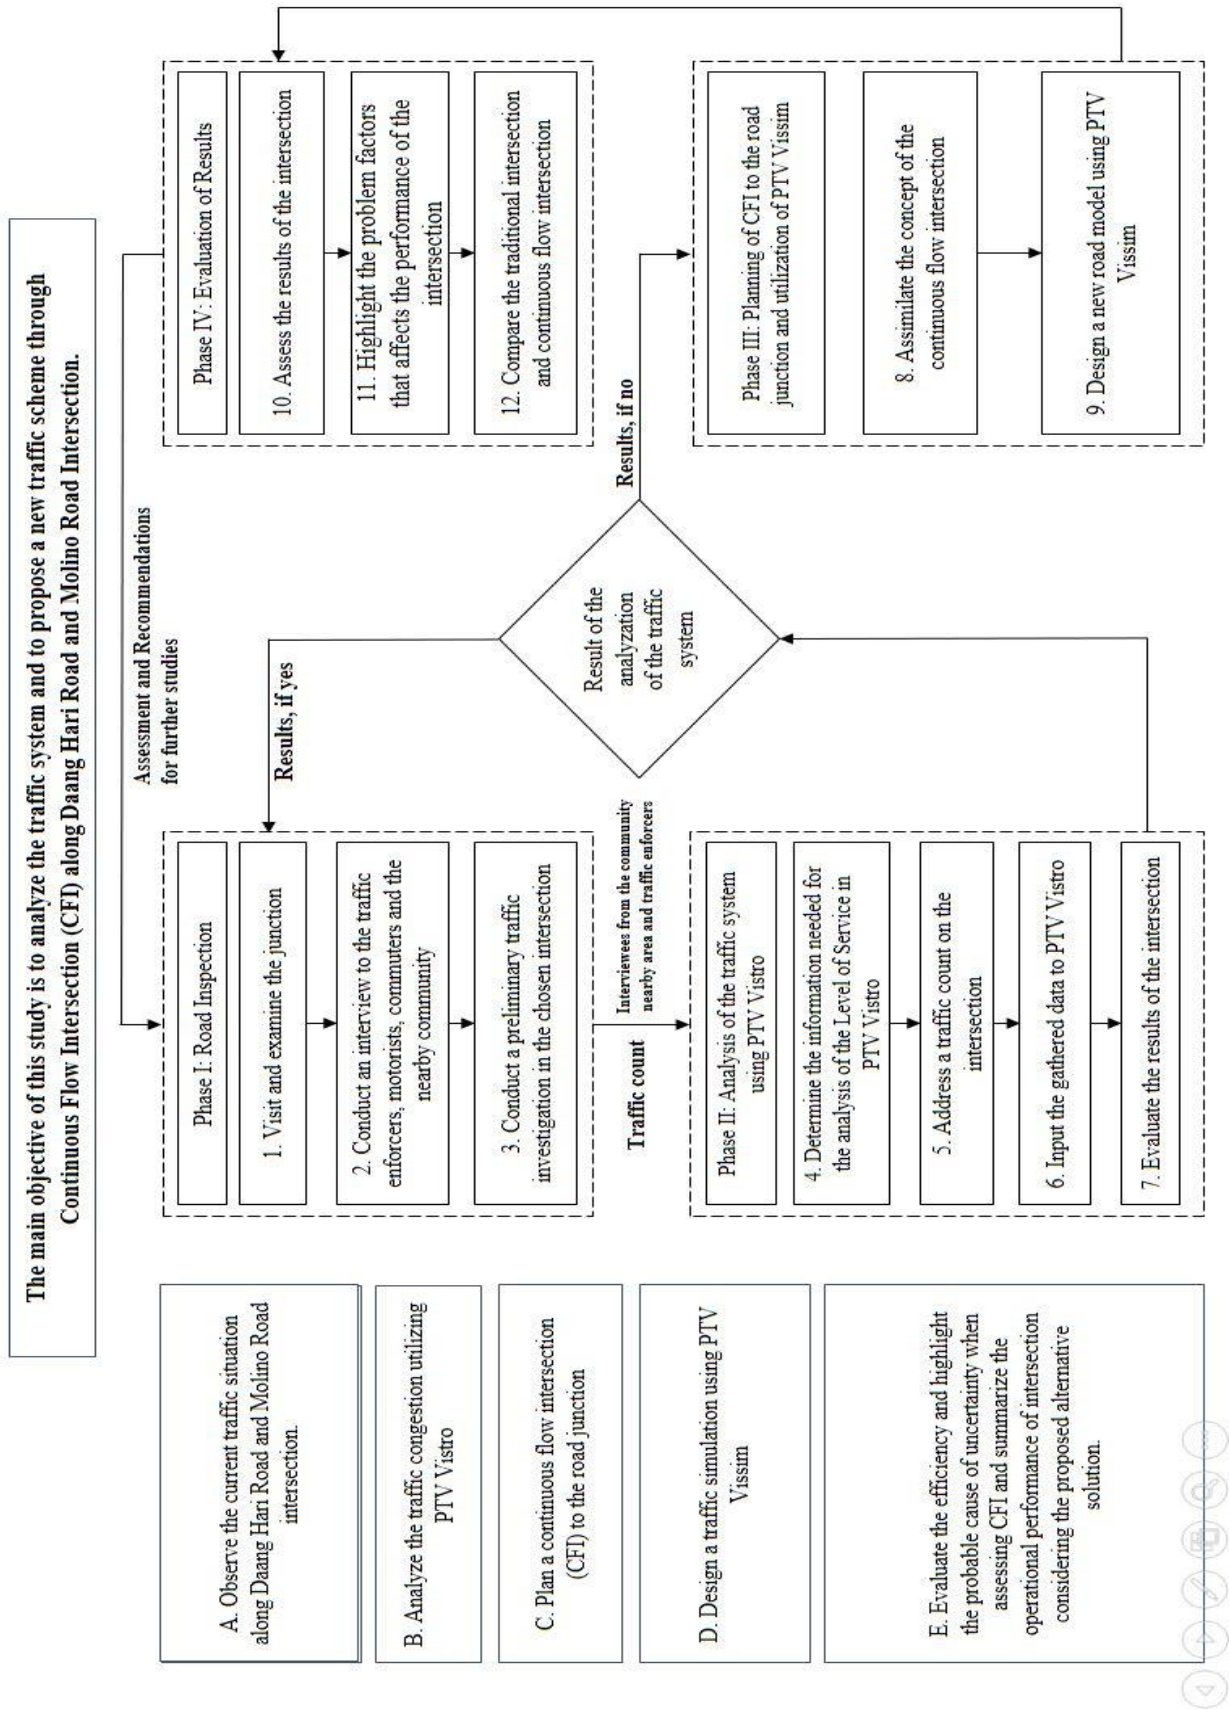 The main objective of this study is to analyze the traffic system and to propose a new traffic scheme through
Continuous Flow Intersection (CFI) along Daang Hari Road and Molino Road Intersection.
A. Observe the current traffic situation
along Daang Hari Road and Molino Road
intersection.
B. Analyze the traffic congestion utilizing
PTV Vistro
C. Plan a continuous flow intersection
(CFI) to the road junction
D. Design a traffic simulation using PTV
Vissim
E. Evaluate the efficiency and highlight
the probable cause of uncertainty when
assessing CFI and summarize the
operational performance of intersection
considering the proposed alternative
solution.
Phase I: Road Inspection
1. Visit and examine the junction
2. Conduct an interview to the traffic
enforcers, motorists, commuters and the
nearby community
3. Conduct a preliminary traffic
investigation in the chosen intersection
Traffic count
Interviewees from the community
nearby area and traffic enforcers
Phase II: Analysis of the traffic system
using PTV Vistro
4. Determine the information needed for
the analysis of the Level of Service in
PTV Vistro
5. Address a traffic count on the
intersection
6. Input the gathered data to PTV Vistro
7. Evaluate the results of the intersection
Assessment and Recommendations
for further studies
Results, if yes
Result of the
analyzation
of the traffic
system
Results, if no
Phase IV: Evaluation of Results
10. Assess the results of the intersection
11. Highlight the problem factors
that affects the performance of the
intersection
12. Compare the traditional intersection
and continuous flow intersection
Phase III: Planning of CFI to the road
junction and utilization of PTV Vissim
8. Assimilate the concept of the
continuous flow intersection
9. Design a new road model using PTV
Vissim